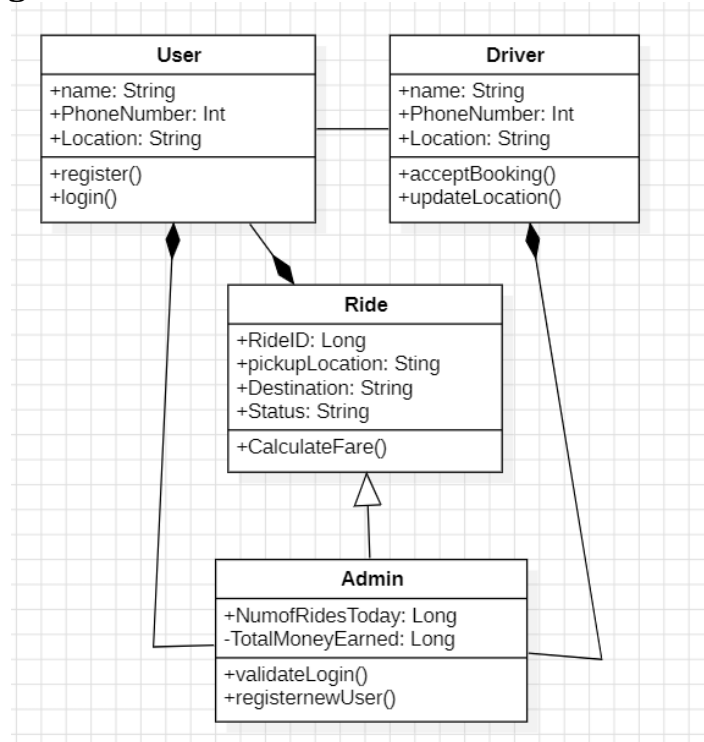 User
+name: String
+PhoneNumber: Int
+Location: String
+register()
+login()
Driver
+name: String
+PhoneNumber: Int
+Location: String
+acceptBooking()
+updateLocation()
Ride
+RideID: Long
+pickupLocation: Sting
+Destination: String
+Status: String
+CalculateFare()
Admin
+NumofRidesToday: Long
-TotalMoneyEarned: Long
+validateLogin()
+registernewUser()